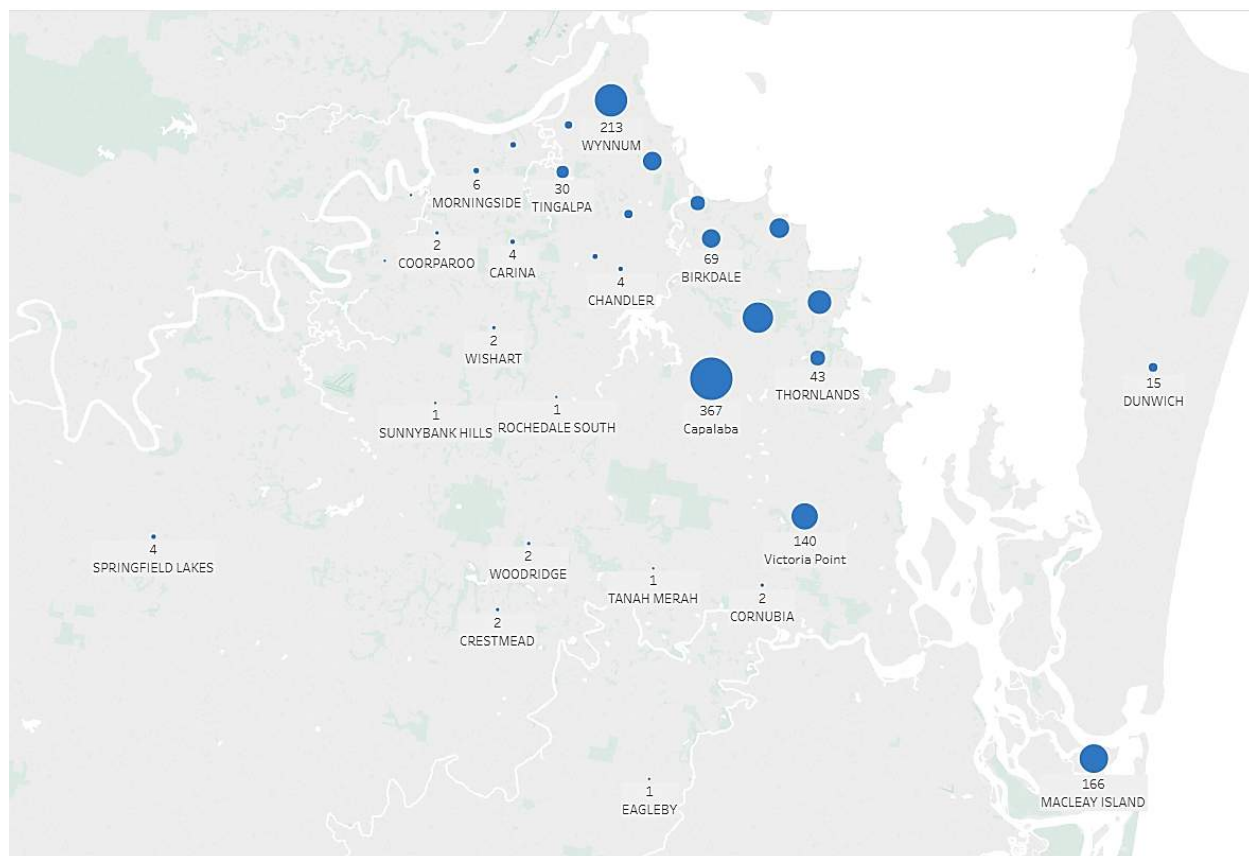 213
WYNNUM
6
MORNINGSIDE
30
TINGALPA
2
COORPAROO
4
CARINA
69
BIRKDALE
4
CHANDLER
2
WISHART
43
THORNLANDS
15
DUNWICH
367
Capalaba
1
SUNNYBANK HILLS
1
ROCHEDALE SOUTH
140
Victoria Point
4
SPRINGFIELD LAKES
2
WOODRIDGE
1
TANAH MERAH
2
CORNUBIA
2
CRESTMEAD
166
MACLEAY ISLAND
1
EAGLEBY